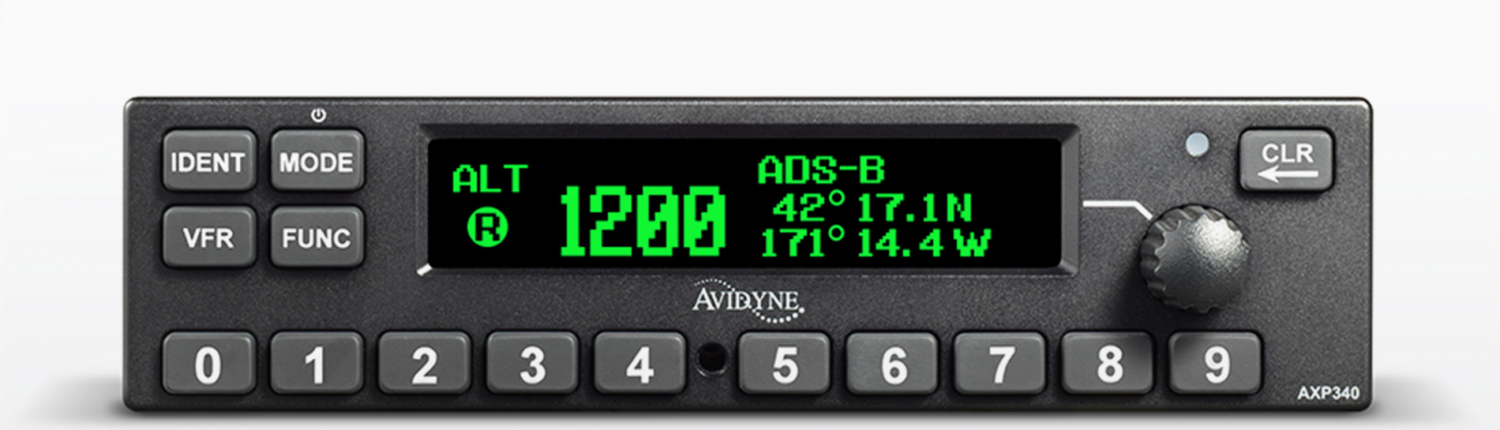 IDENT MODE
VFR FUNC
ALT
R
1200
ADS-B
42° 17.1N
171° 14.4W
CLR
AVIDYNE
0 1 2 3 4 5 6 7 8 9
AXP340